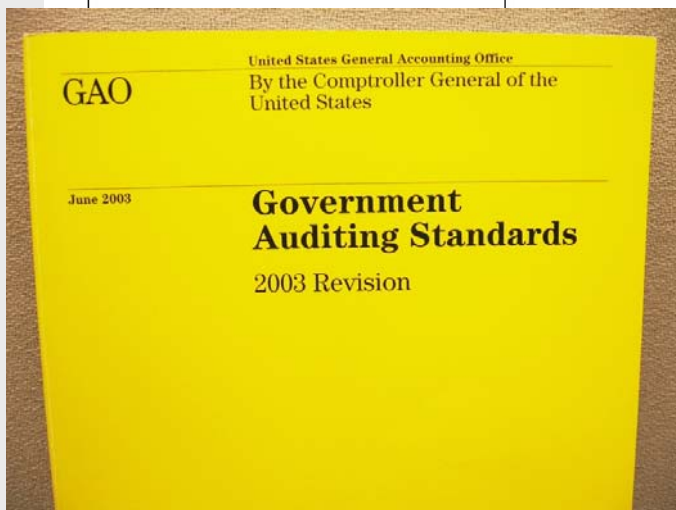 United States General Accounting Office
GAO
By the Comptroller General of the
United States
June 2003
Government
Auditing Standards
2003 Revision